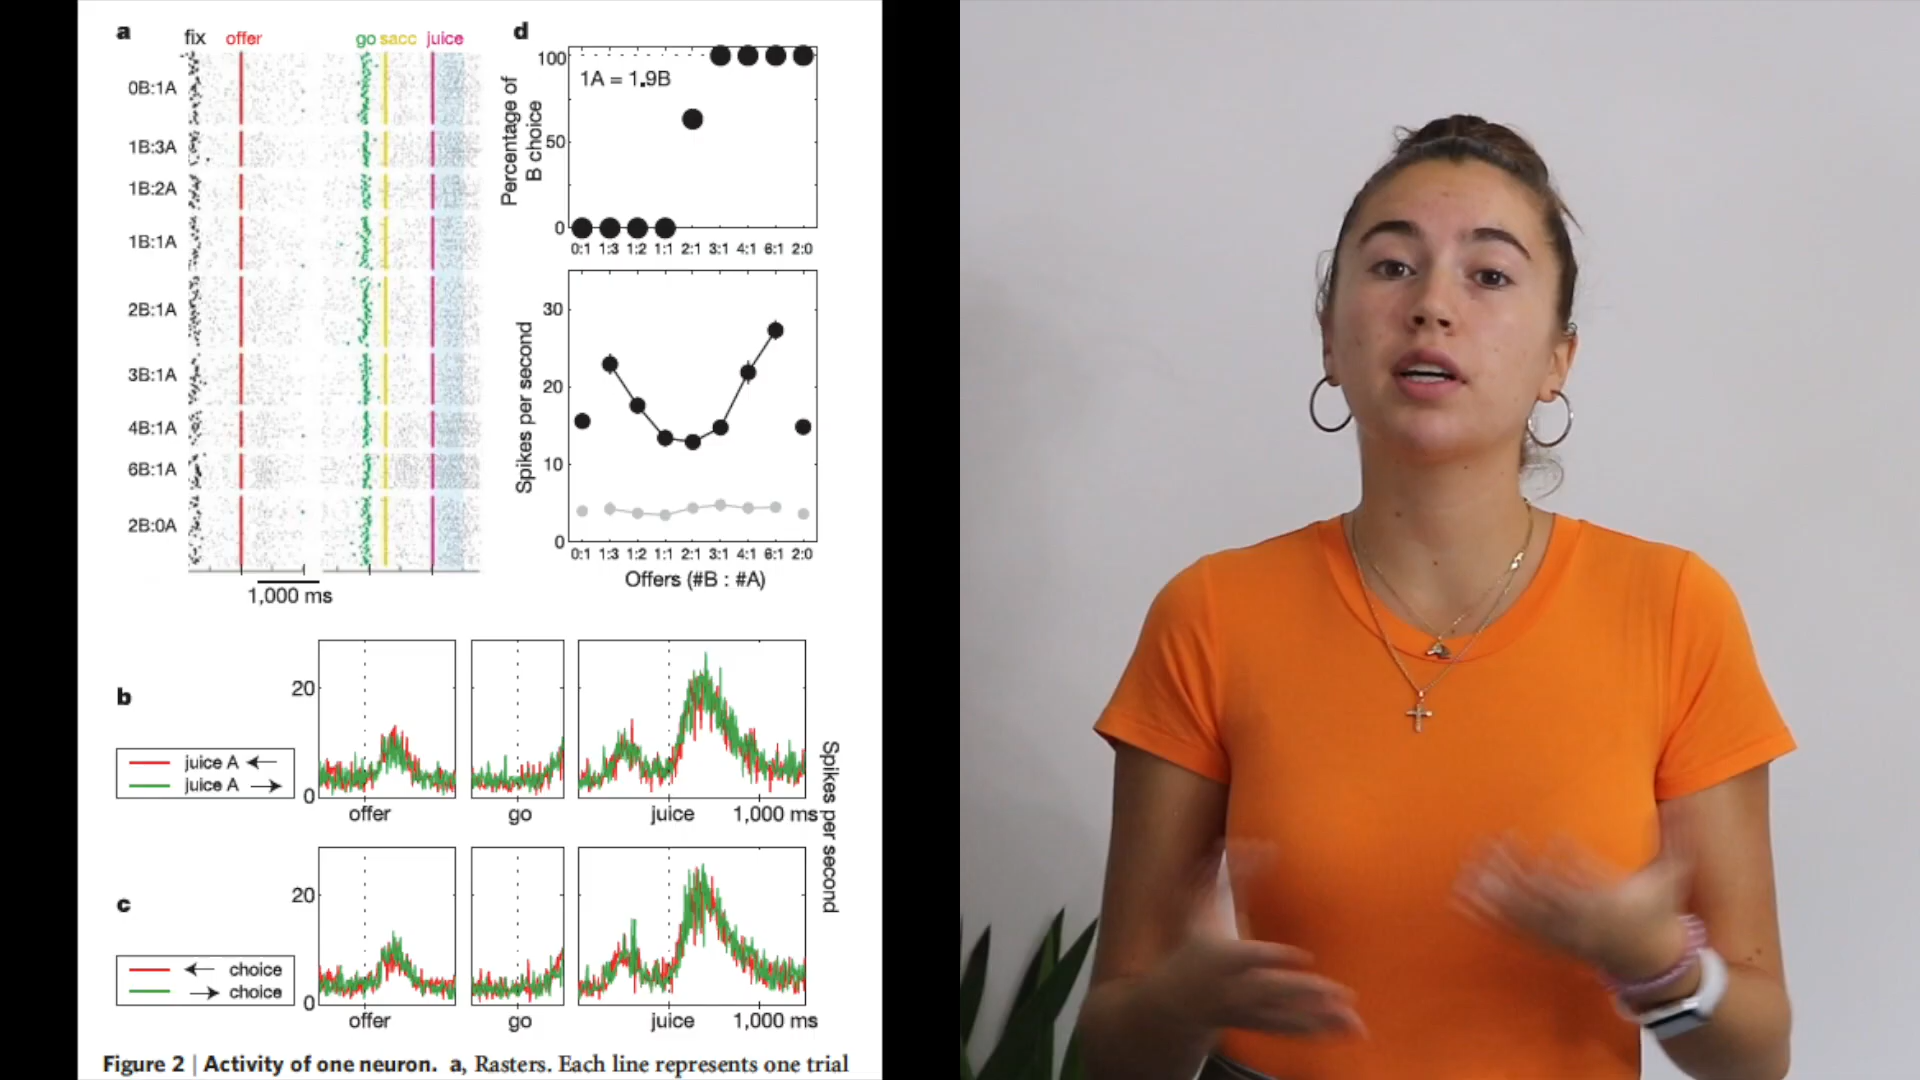 a
fix offer go sacc juice
0B:1A
1B:3A
1B:2A
1B:1A
2B:1A
3B:1A
4B:1A
6B:1A
2B:0A
1,000 ms
d
Percentage of
B choice
100
50
0
1A = 1.9B
0:1 1:3 1:2 1:1 2:1 3:1 4:1 6:1 2:0
Spikes per second
30
20
10
0
0:1 1:3 1:2 1:1 2:1 3:1 4:1 6:1 2:0
Offers (#B : #A)
b
juice A ←
juice A →
20
0
offer go juice 1,000 ms
Spikes per second
c
← choice
→ choice
20
0
offer go juice 1,000 ms
Figure 2 | Activity of one neuron. a, Rasters. Each line represents one trial